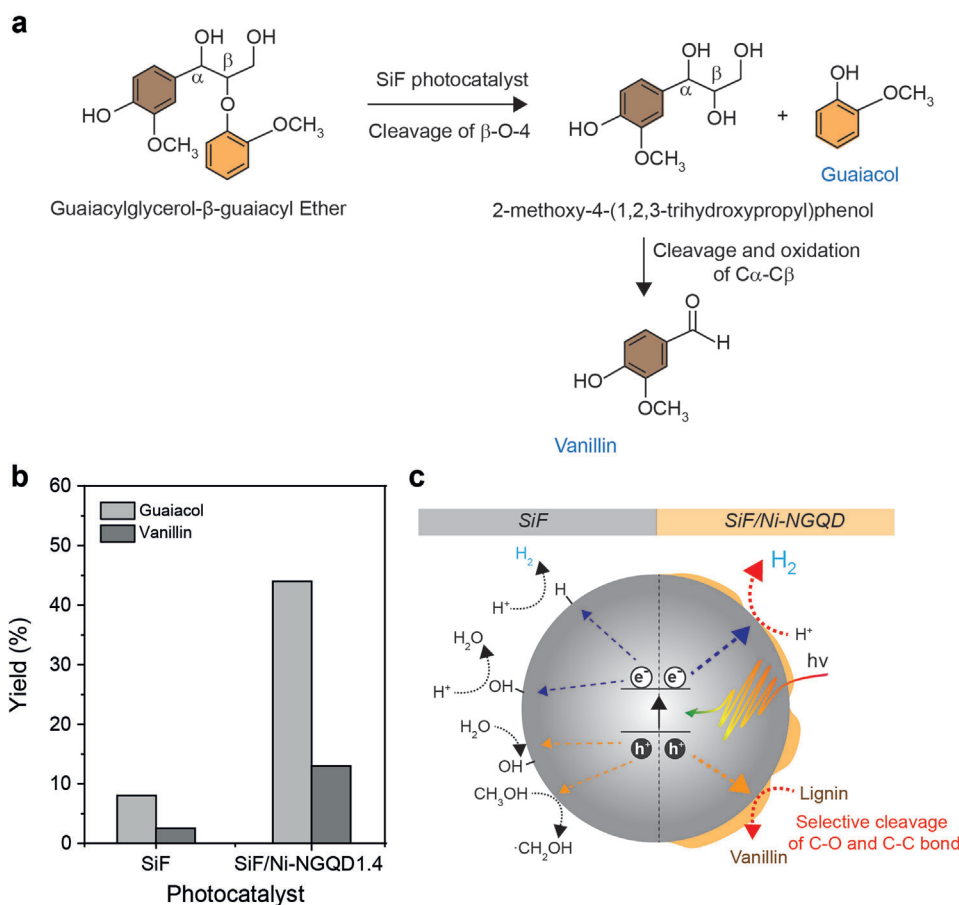 a
OH
OH
α
β
HO
OCH3
O
OCH3
Guaiacylglycerol-β-guaiacyl Ether
SiF photocatalyst
Cleavage of β-O-4
OH
OH
α
β
OH
HO
OCH3
2-methoxy-4-(1,2,3-trihydroxypropyl)phenol
+
OH
OCH3
Guaiacol
Cleavage and oxidation
of Cα-Cβ
O
H
HO
OCH3
Vanillin
b
Yield (%)
60
50
40
30
20
10
0
Guaiacol
Vanillin
SiF
SiF/Ni-NGQD1.4
Photocatalyst
c
SiF
SiF/Ni-NGQD
H2
H
H+
H2O
OH
H+
H2O
OH
CH3OH
·CH2OH
e-
e-
h+
h+
H2
H+
hv
Lignin
Selective cleavage
of C-O and C-C bond
Vanillin